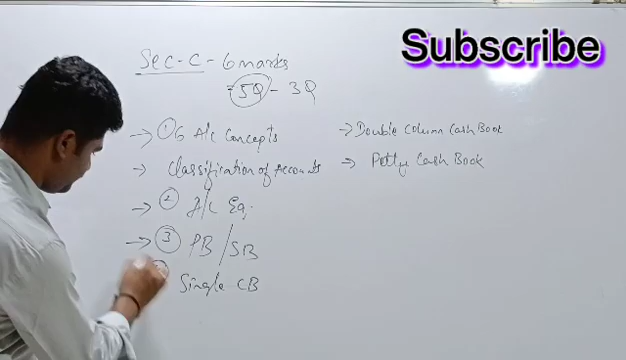 Subscribe
Sec-C - 6 marks
5Q - 3Q
→ ① G A/c Concepts
→ Classification of Accounts
→ ② A/c Eq.
→ ③ PB/SB
Single CB
→ Double Column Cash Book
→ Petty Cash Book